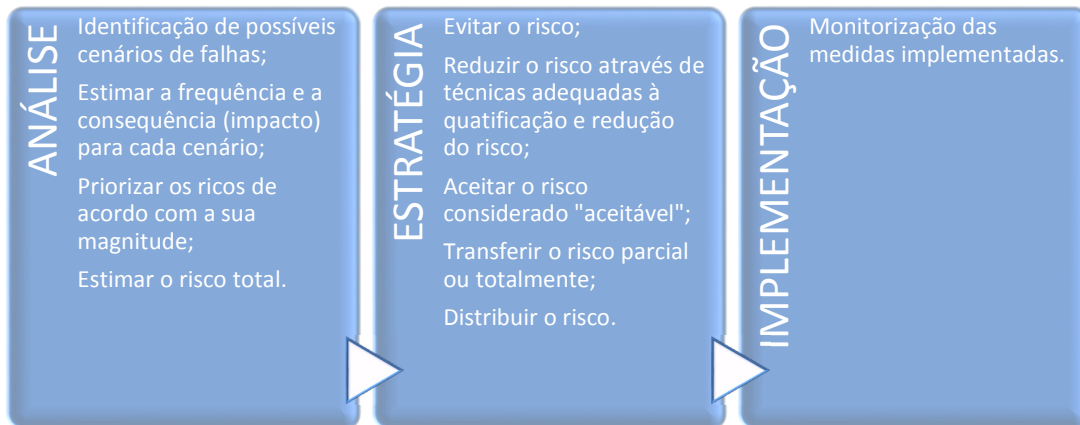 ANÁLISE
Identificação de possíveis
cenários de falhas;
Estimar a frequência e a
consequência (impacto)
para cada cenário;
Priorizar os ricos de
acordo com a sua
magnitude;
Estimar o risco total.
ESTRATÉGIA
Evitar o risco;
Reduzir o risco através de
técnicas adequadas à
quatificação e redução
do risco;
Aceitar o risco
considerado "aceitável";
Transferir o risco parcial
ou totalmente;
Distribuir o risco.
IMPLEMENTAÇÃO
Monitorização das
medidas implementadas.